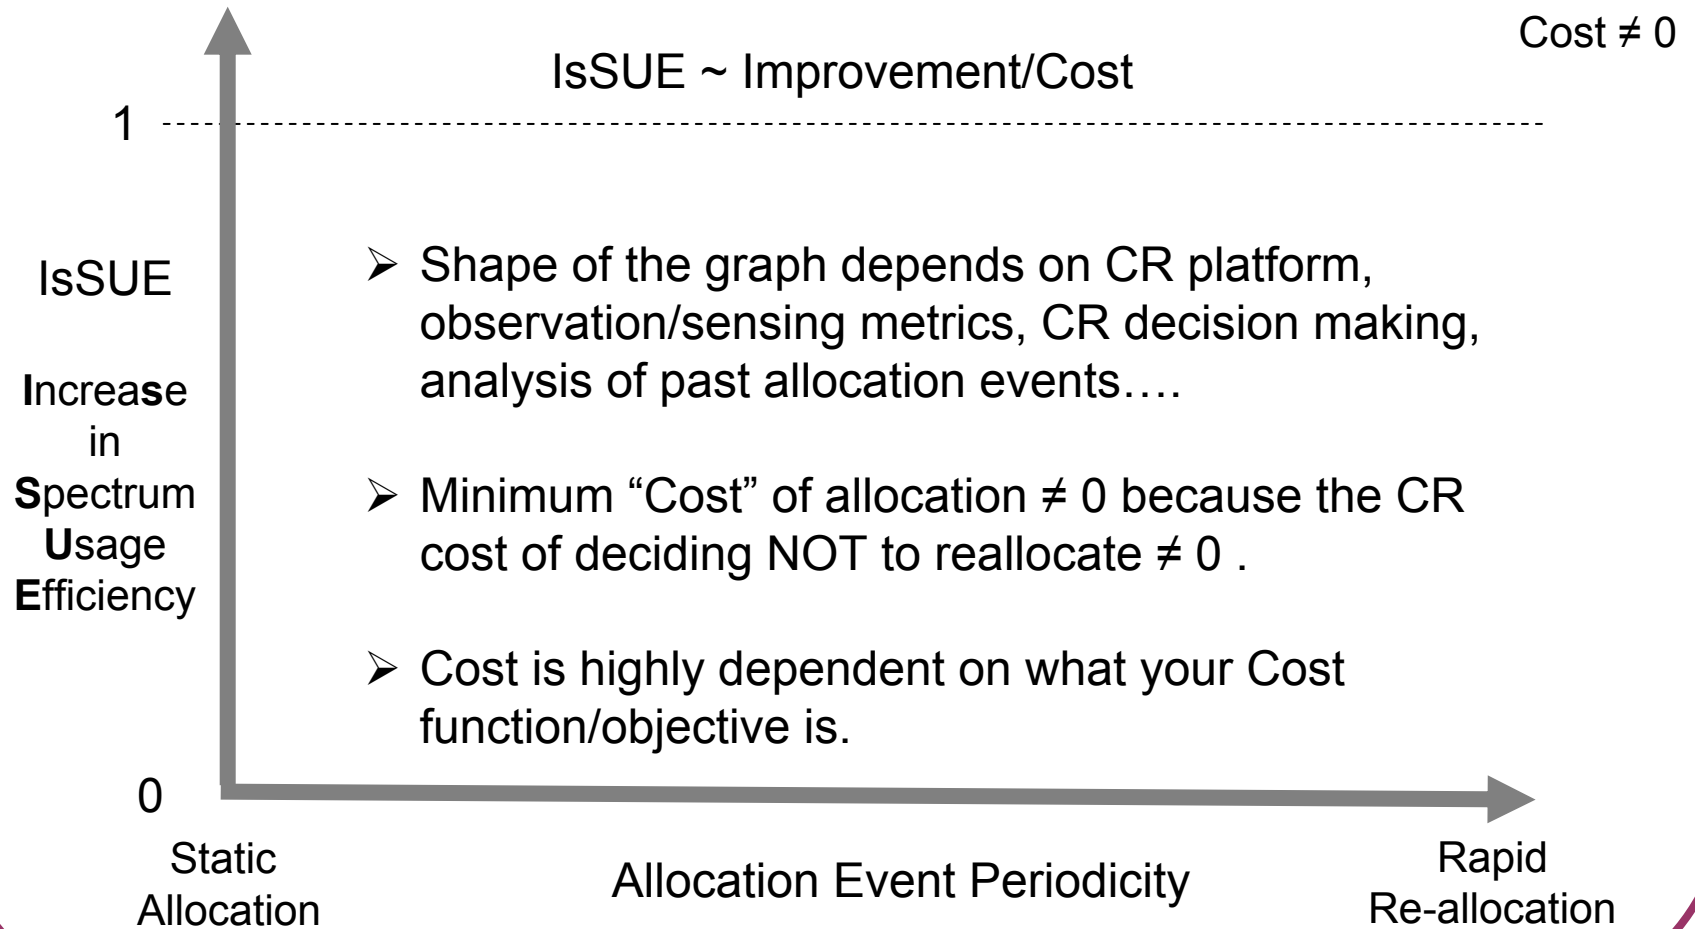 Cost ≠ 0
IsSUE ~ Improvement/Cost
1
IsSUE
Increase
in
Spectrum
Usage
Efficiency
➢ Shape of the graph depends on CR platform,
observation/sensing metrics, CR decision making,
analysis of past allocation events….
➢ Minimum “Cost” of allocation ≠ 0 because the CR
cost of deciding NOT to reallocate ≠ 0 .
➢ Cost is highly dependent on what your Cost
function/objective is.
0
Static
Allocation
Allocation Event Periodicity
Rapid
Re-allocation